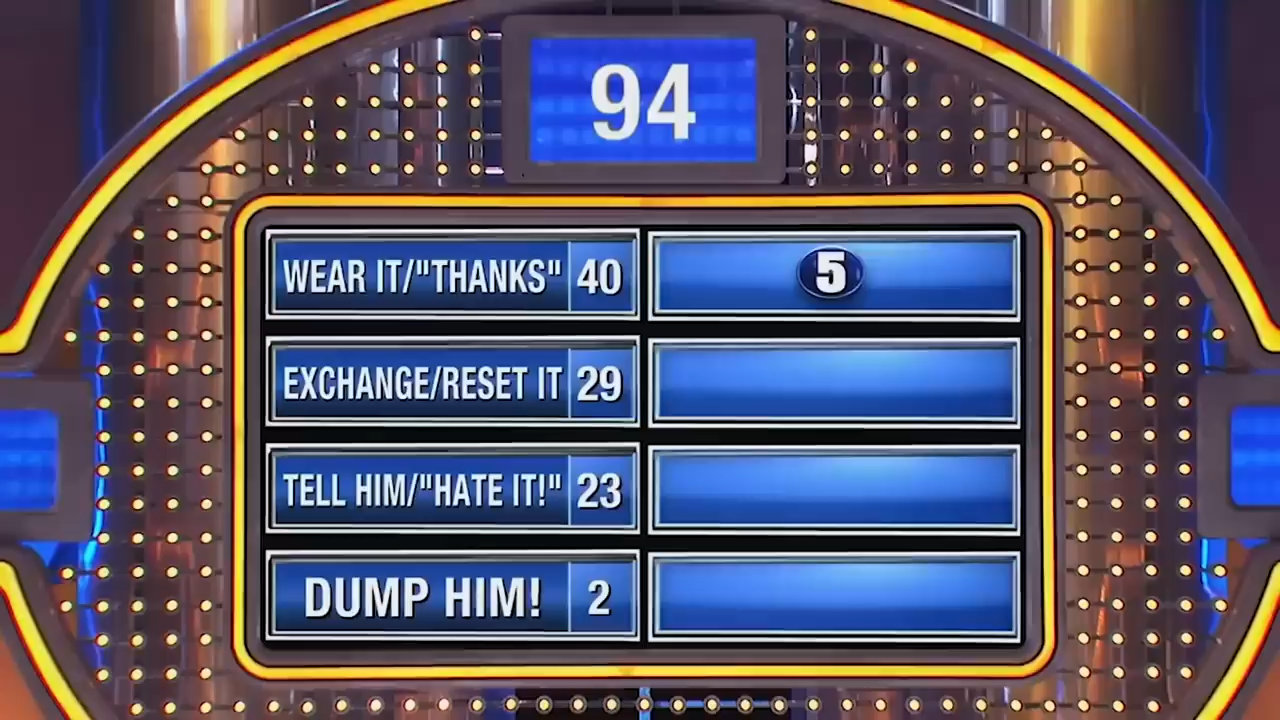 94
WEAR IT/"THANKS" 40
5
EXCHANGE/RESET IT 29
TELL HIM/"HATE IT!" 23
DUMP HIM! 2